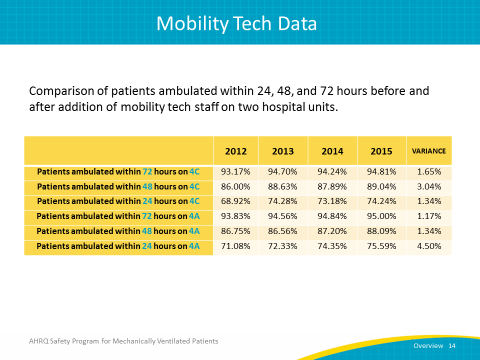 Mobility Tech Data
Comparison of patients ambulated within 24, 48, and 72 hours before and
after addition of mobility tech staff on two hospital units.
2012 2013 2014 2015 VARIANCE
Patients ambulated within 72 hours on 4C 93.17% 94.70% 94.24% 94.81% 1.65%
Patients ambulated within 48 hours on 4C 86.00% 88.63% 87.89% 89.04% 3.04%
Patients ambulated within 24 hours on 4C 68.92% 74.28% 73.18% 74.24% 1.34%
Patients ambulated within 72 hours on 4A 93.83% 94.56% 94.84% 95.00% 1.17%
Patients ambulated within 48 hours on 4A 86.75% 86.56% 87.20% 88.09% 1.34%
Patients ambulated within 24 hours on 4A 71.08% 72.33% 74.35% 75.59% 4.50%
AHRQ Safety Program for Mechanically Ventilated Patients
Overview 14